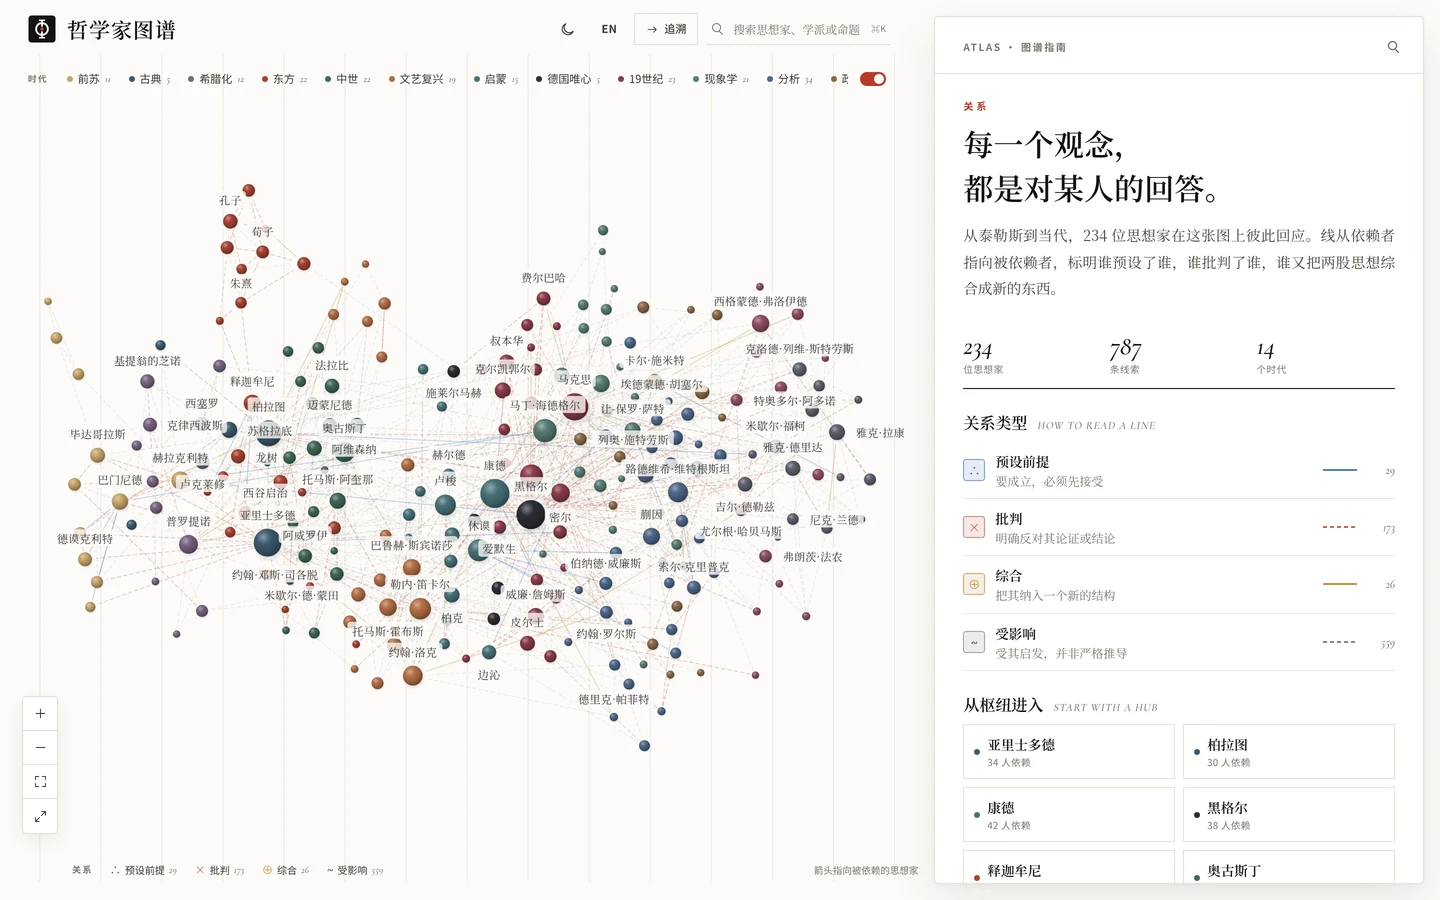 哲学家图谱
EN
→ 追溯
搜索思想家、学派或命题 ⌘K
时代
前苏 11
古典 5
希腊化 12
东方 22
中世 22
文艺复兴 19
启蒙 15
德国唯心 5
19世纪 23
现象学 21
分析 34
孔子
荀子
朱熹
费尔巴哈
西格蒙德·弗洛伊德
叔本华
克洛德·列维-斯特劳斯
基提翁的芝诺
法拉比
克尔凯郭尔
卡尔·施米特
释迦牟尼
马克思
埃德蒙德·胡塞尔
施莱尔马赫
西塞罗
柏拉图
迈蒙尼德
马丁·海德格尔
让-保罗·萨特
特奥多尔·阿多诺
克律西波斯
苏格拉底
奥古斯丁
米歇尔·福柯
毕达哥拉斯
列奥·施特劳斯
雅克·拉康
赫拉克利特
龙树
阿维森纳
赫尔德
雅克·德里达
康德
路德维希·维特根斯坦
巴门尼德
卢克莱修
托马斯·阿奎那
卢梭
黑格尔
西谷启治
吉尔·德勒兹
普罗提诺
亚里士多德
休谟
密尔
蒯因
尼克·兰德
德谟克利特
阿威罗伊
尤尔根·哈贝马斯
巴鲁赫·斯宾诺莎
爱默生
伯纳德·威廉斯
弗朗茨·法农
索尔·克里普克
约翰·邓斯·司各脱
勒内·笛卡尔
米歇尔·德·蒙田
威廉·詹姆斯
柏克
皮尔士
托马斯·霍布斯
约翰·罗尔斯
约翰·洛克
边沁
德里克·帕菲特
关系
预设前提 29
批判 173
综合 26
~ 受影响 559
箭头指向被依赖的思想家
ATLAS • 图谱指南
关系
每一个观念，
都是对某人的回答。
从泰勒斯到当代，234 位思想家在这张图上彼此回应。线从依赖者
指向被依赖者，标明谁预设了谁，谁批判了谁，谁又把两股思想综
合成新的东西。
234
位思想家
787
条线索
14
个时代
关系类型 HOW TO READ A LINE
预设前提
要成立，必须先接受
29
批判
明确反对其论证或结论
173
综合
把其纳入一个新的结构
26
~
受影响
受其启发，并非严格推导
559
从枢纽进入 START WITH A HUB
亚里士多德
34 人依赖
柏拉图
30 人依赖
康德
42 人依赖
黑格尔
38 人依赖
释迦牟尼
奥古斯丁